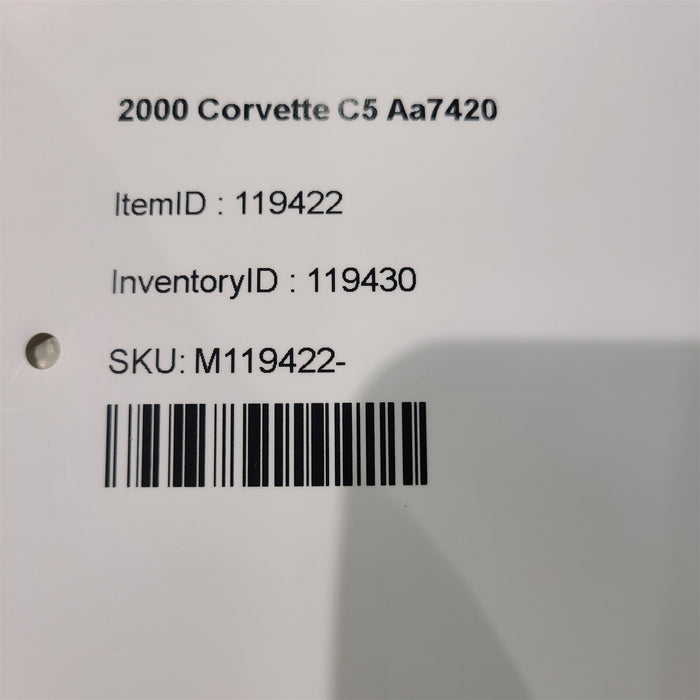 2000 Corvette C5 Aa7420
ItemID : 119422
InventoryID : 119430
SKU: M119422-